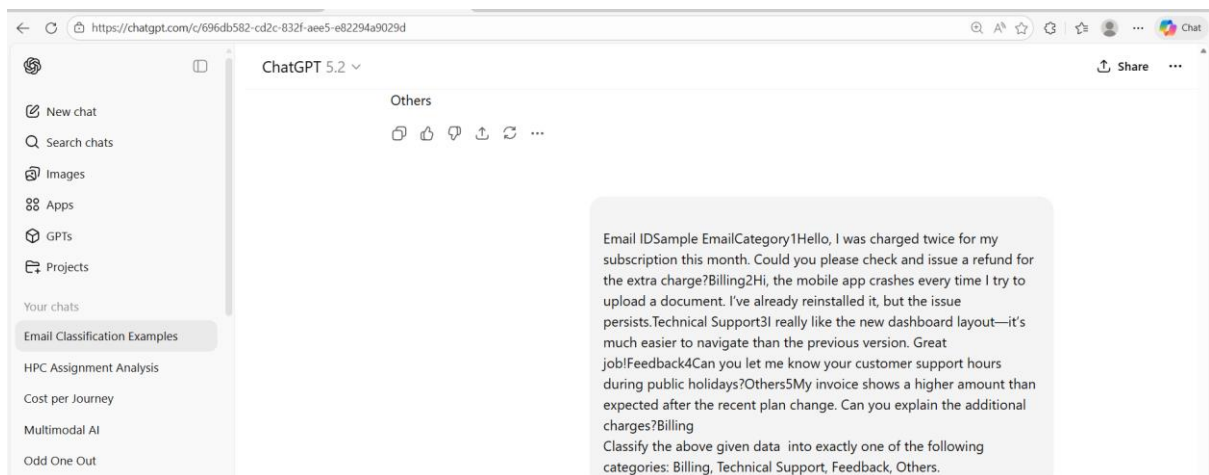 https://chatgpt.com/c/696db582-cd2c-832f-aee5-e82294a9029d
Chat
ChatGPT 5.2
Share
New chat
Search chats
Images
Apps
GPTs
Projects
Your chats
Email Classification Examples
HPC Assignment Analysis
Cost per Journey
Multimodal AI
Odd One Out
Others
Email IDSample EmailCategory1Hello, I was charged twice for my
subscription this month. Could you please check and issue a refund for
the extra charge?Billing2Hi, the mobile app crashes every time I try to
upload a document. I’ve already reinstalled it, but the issue
persists.Technical Support3I really like the new dashboard layout—it’s
much easier to navigate than the previous version. Great
job!Feedback4Can you let me know your customer support hours
during public holidays?Others5My invoice shows a higher amount than
expected after the recent plan change. Can you explain the additional
charges?Billing
Classify the above given data into exactly one of the following
categories: Billing, Technical Support, Feedback, Others.